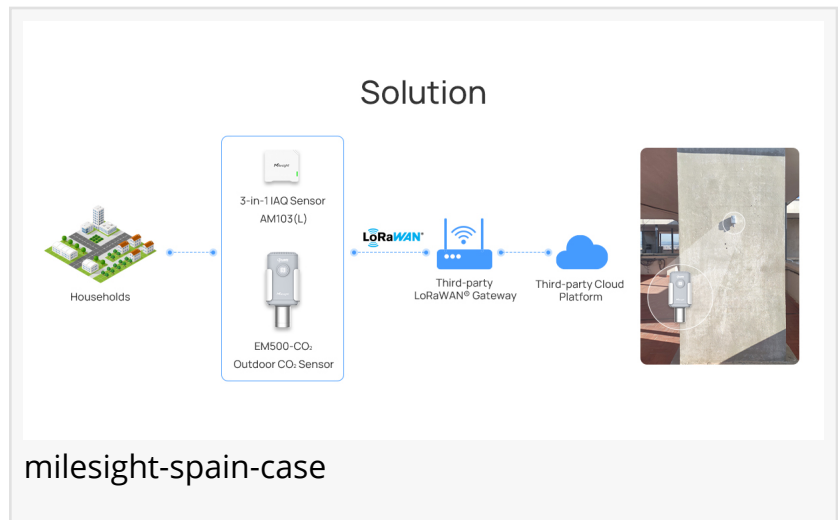 Solution
Milesight
3-in-1 IAQ Sensor
AM103(L)
Households
EM500-CO₂
Outdoor CO₂ Sensor
LoRaWAN®
Third-party
LoRaWAN® Gateway
Third-party Cloud
Platform
milesight-spain-case